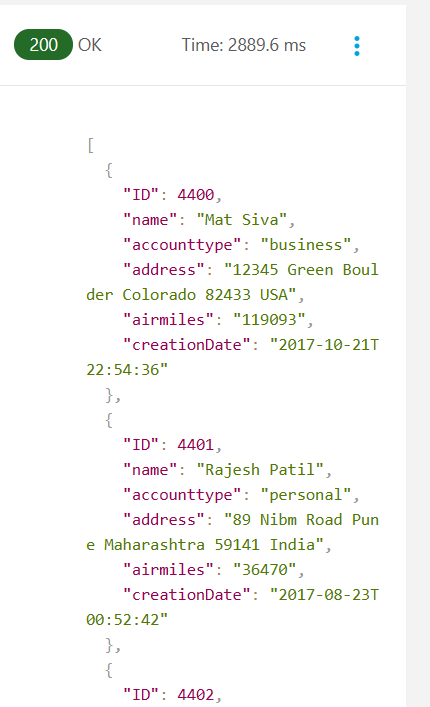 200 OK Time: 2889.6 ms
[
{
"ID": 4400,
"name": "Mat Siva",
"accounttype": "business",
"address": "12345 Green Boul
der Colorado 82433 USA",
"airmiles": "119093",
"creationDate": "2017-10-21T
22:54:36"
},
{
"ID": 4401,
"name": "Rajesh Patil",
"accounttype": "personal",
"address": "89 Nibm Road Pun
e Maharashtra 59141 India",
"airmiles": "36470",
"creationDate": "2017-08-23T
00:52:42"
},
{
"ID": 4402,